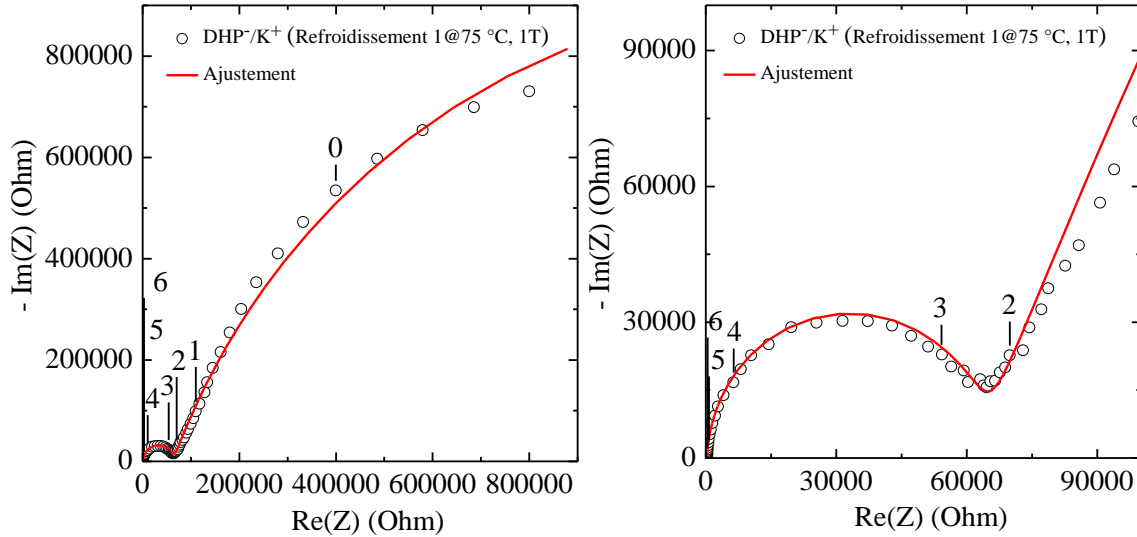 800000
600000
400000
200000
0
- Im(Z) (Ohm)
DHP⁻/K⁺ (Refroidissement 1@75 °C, 1T)
Ajustement
0
6
5
4
3
2
1
0 200000 400000 600000 800000
Re(Z) (Ohm)
90000
60000
30000
0
- Im(Z) (Ohm)
DHP⁻/K⁺ (Refroidissement 1@75 °C, 1T)
Ajustement
6
5
4
3
2
0 30000 60000 90000
Re(Z) (Ohm)